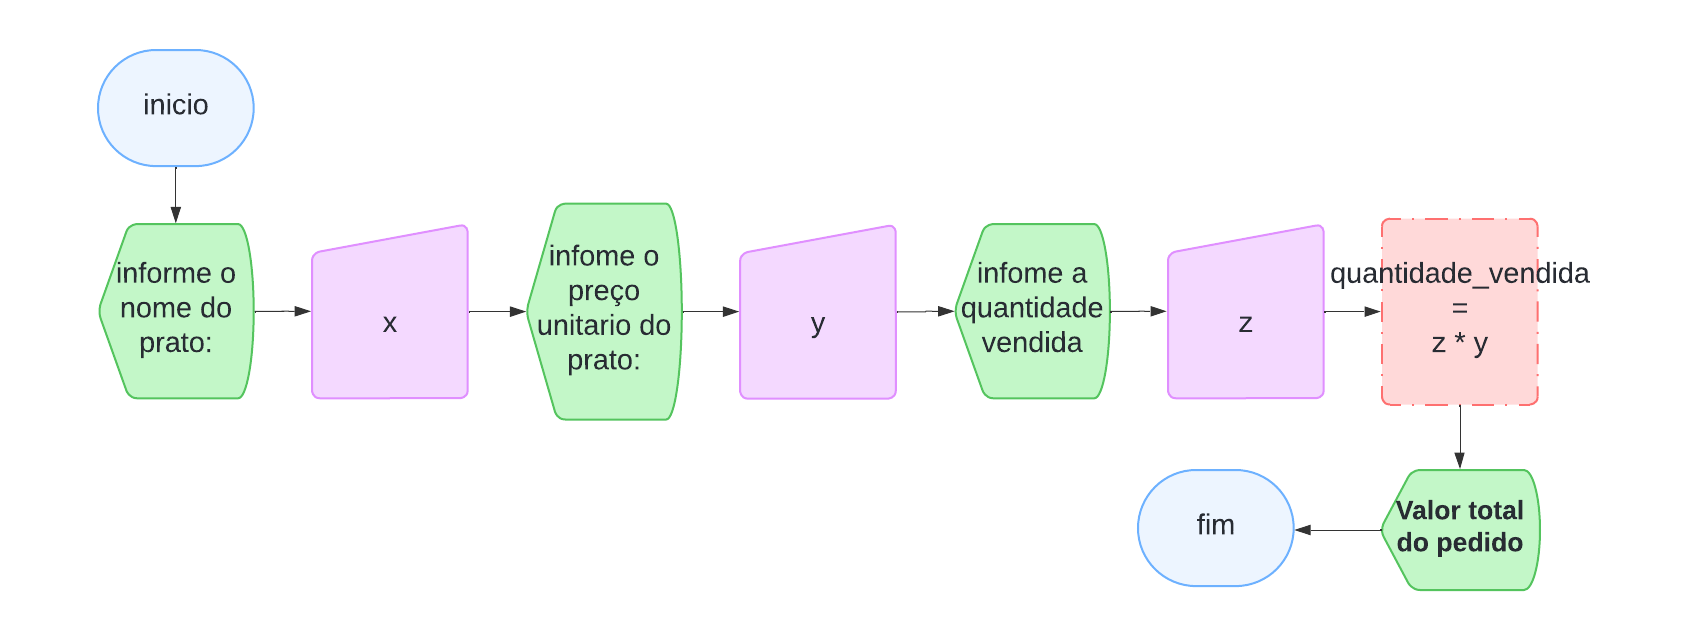 inicio
informe o
nome do
prato:
x
infome o
preço
unitario do
prato:
y
infome a
quantidade
vendida
z
quantidade_vendida
=
z * y
Valor total
do pedido
fim